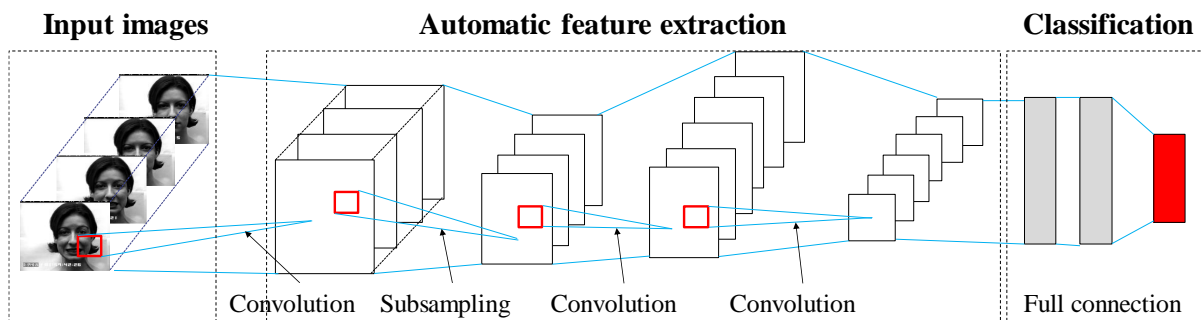 Input images
Automatic feature extraction
Classification
Convolution
Subsampling
Convolution
Convolution
Full connection